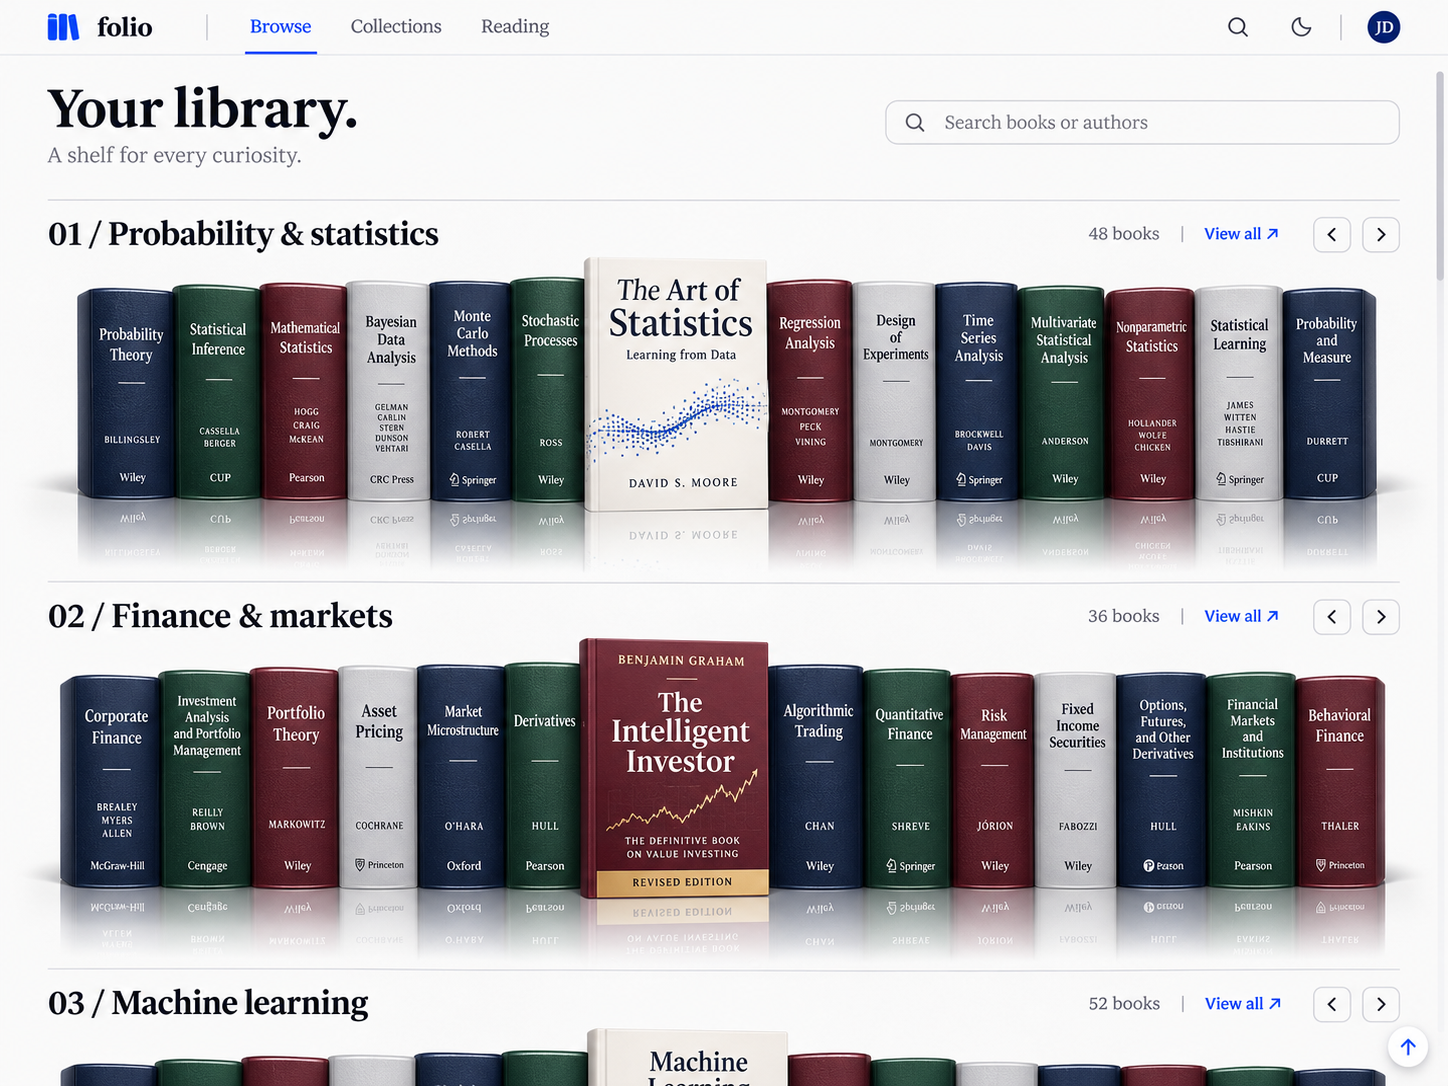 folio
Browse
Collections
Reading
JD
Your library.
A shelf for every curiosity.
Search books or authors
01 / Probability & statistics
48 books
View all
Probability
Theory
BILLINGSLEY
Wiley
Statistical
Inference
CASSELLA
BERGER
CUP
Mathematical
Statistics
HOGG
CRAIG
McKEAN
Pearson
Bayesian
Data
Analysis
GELMAN
CARLIN
STERN
DUNSON
VEHTARI
CRC Press
Monte
Carlo
Methods
ROBERT
CASELLA
Springer
Stochastic
Processes
ROSS
Wiley
The Art of
Statistics
Learning from Data
DAVID S. MOORE
Regression
Analysis
MONTGOMERY
PECK
VINING
Wiley
Design
of
Experiments
MONTGOMERY
Wiley
Time
Series
Analysis
BROCKWELL
DAVIS
Springer
Multivariate
Statistical
Analysis
ANDERSON
Wiley
Nonparametric
Statistics
HOLLANDER
WOLFE
CHICKEN
Wiley
Statistical
Learning
JAMES
WITTEN
HASTIE
TIBSHIRANI
Springer
Probability
and
Measure
DURRETT
CUP
02 / Finance & markets
36 books
View all
Corporate
Finance
BREALEY
MYERS
ALLEN
McGraw-Hill
Investment
Analysis
and Portfolio
Management
REILLY
BROWN
Cengage
Portfolio
Theory
MARKOWITZ
Wiley
Asset
Pricing
COCHRANE
Princeton
Market
Microstructure
O'HARA
Oxford
Derivatives
HULL
Pearson
BENJAMIN GRAHAM
The
Intelligent
Investor
THE DEFINITIVE BOOK
ON VALUE INVESTING
REVISED EDITION
Algorithmic
Trading
CHAN
Wiley
Quantitative
Finance
SHREVE
Springer
Risk
Management
JÓRION
Wiley
Fixed
Income
Securities
FABOZZI
Wiley
Options,
Futures,
and Other
Derivatives
HULL
Financial
Markets
and
Institutions
MISHKIN
EAKINS
Pearson
Behavioral
Finance
THALER
Princeton
03 / Machine learning
52 books
View all
Machine